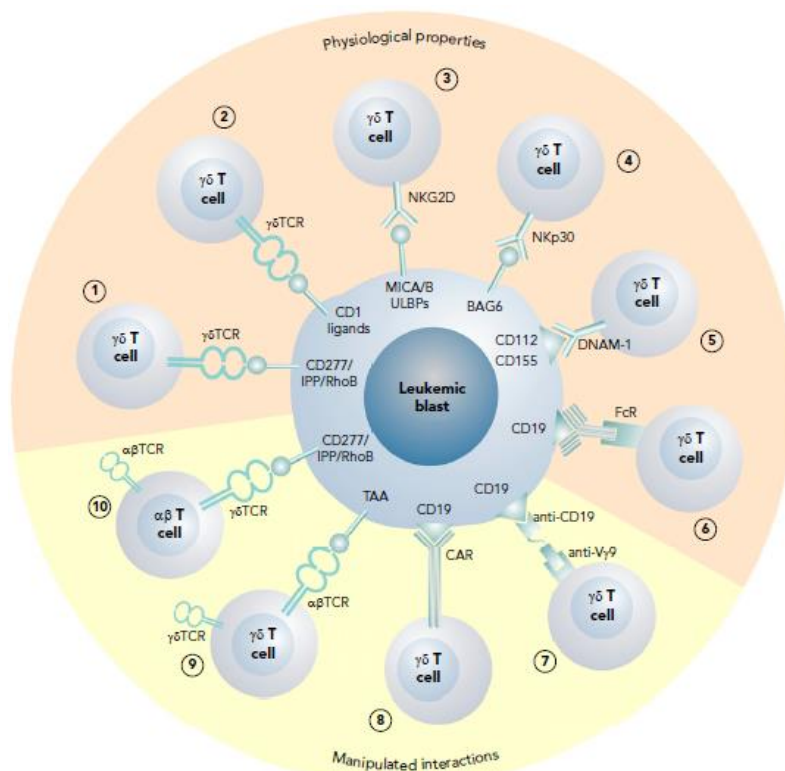 Physiological properties
①
γδ T
cell
γδTCR
CD277/
IPP/RhoB
②
γδ T
cell
γδTCR
CD1
ligands
③
γδ T
cell
NKG2D
MICA/B
ULBPs
④
γδ T
cell
NKp30
BAG6
⑤
γδ T
cell
DNAM-1
CD112
CD155
⑥
γδ T
cell
FcR
CD19
Leukemic
blast
⑦
γδ T
cell
anti-Vγ9
anti-CD19
CD19
⑧
γδ T
cell
CAR
CD19
⑨
γδ T
cell
γδTCR
αβTCR
TAA
⑩
αβ T
cell
αβTCR
γδTCR
CD277/
IPP/RhoB
Manipulated interactions